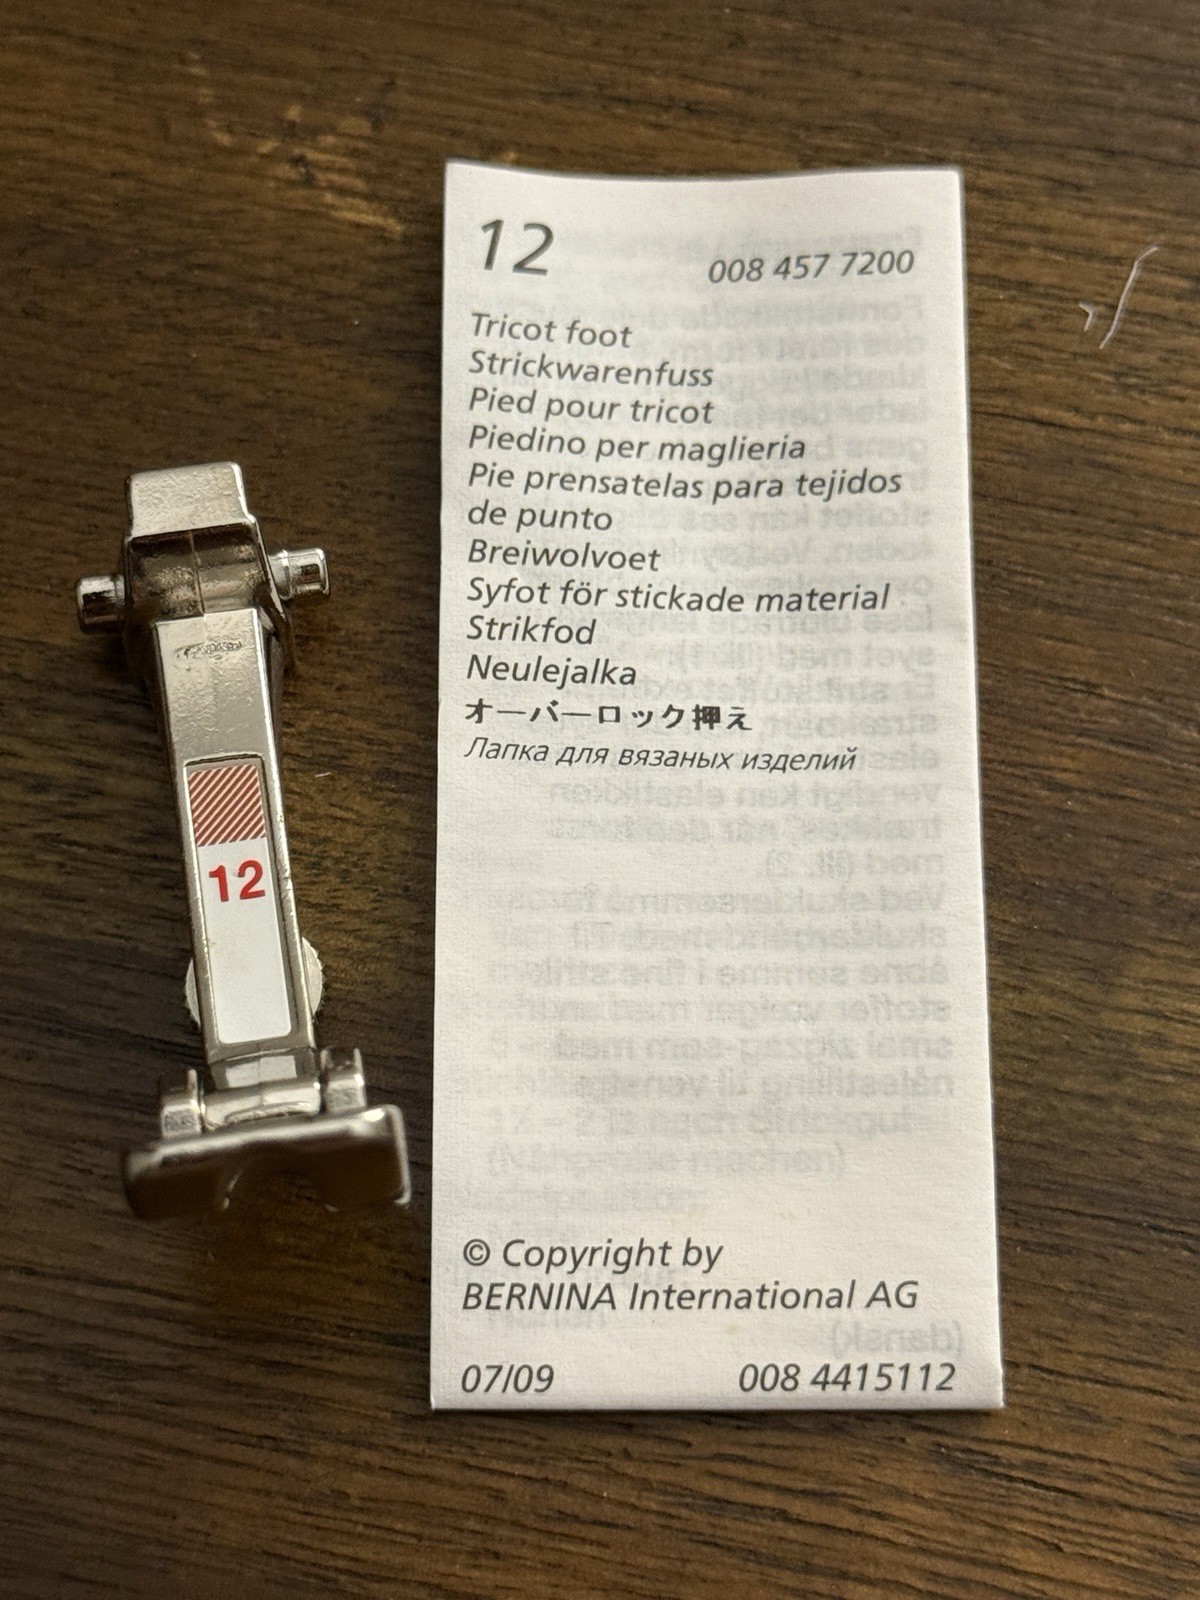 12
12
008 457 7200
Tricot foot
Strickwarenfuss
Pied pour tricot
Piedino per maglieria
Pie prensatelas para tejidos
de punto
Breiwolvoet
Syfot för stickade material
Strikfod
Neulejalka
オーバーロック押え
Лапка для вязаных изделий
© Copyright by
BERNINA International AG
07/09
008 4415112